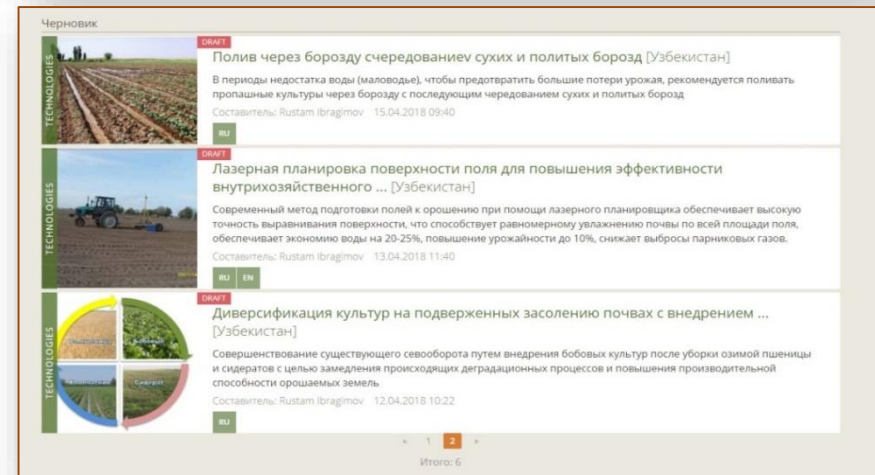 Черновик
DRAFT
TECHNOLOGIES
Полив через борозду счередованиеv сухих и политых борозд [Узбекистан]
В периоды недостатка воды (маловодье), чтобы предотвратить большие потери урожая, рекомендуется поливать
пропашные культуры через борозду с последующим чередованием сухих и политых борозд
Составитель: Rustam Ibragimov 15.04.2018 09:40
RU
DRAFT
TECHNOLOGIES
Лазерная планировка поверхности поля для повышения эффективности
внутрихозяйственного ... [Узбекистан]
Современный метод подготовки полей к орошению при помощи лазерного планировщика обеспечивает высокую
точность выравнивания поверхности, что способствует равномерному увлажнению почвы по всей площади поля,
обеспечивает экономию воды на 20-25%, повышение урожайности до 10%, снижает выбросы парниковых газов.
Составитель: Rustam Ibragimov 13.04.2018 11:40
RU EN
DRAFT
TECHNOLOGIES
Диверсификация культур на подверженных засолению почвах с внедрением ...
[Узбекистан]
Совершенствование существующего севооборота путем внедрения бобовых культур после уборки озимой пшеницы
и сидератов с целью замедления происходящих деградационных процессов и повышения производительной
способности орошаемых земель
Составитель: Rustam Ibragimov 12.04.2018 10:22
RU
« 1 2 »
Итого: 6